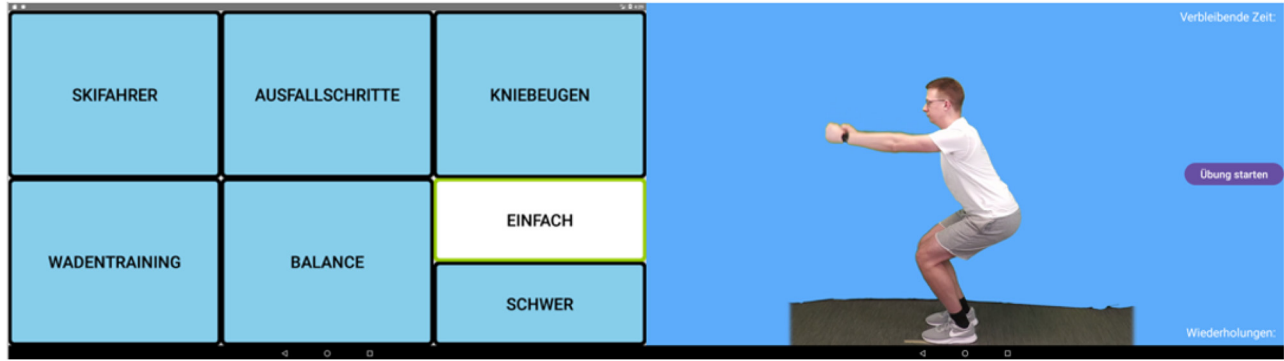 SKIFAHRER
AUSFALLSCHRITTE
KNIEBEUGEN
WADENTRAINING
BALANCE
EINFACH
SCHWER
Verbleibende Zeit:
Übung starten
Wiederholungen: